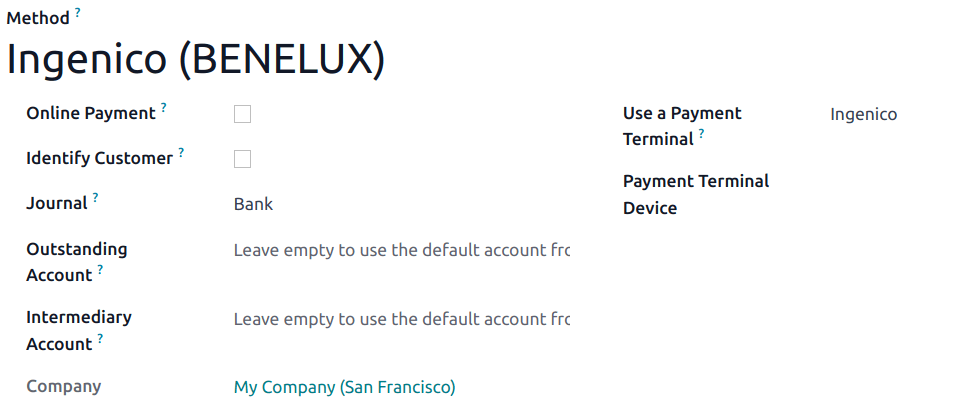 Method ?
Ingenico (BENELUX)
Online Payment ?
Identify Customer ?
Journal ?
Bank
Outstanding
Account ?
Leave empty to use the default account fro
Intermediary
Account ?
Leave empty to use the default account fro
Company
My Company (San Francisco)
Use a Payment
Terminal ?
Ingenico
Payment Terminal
Device